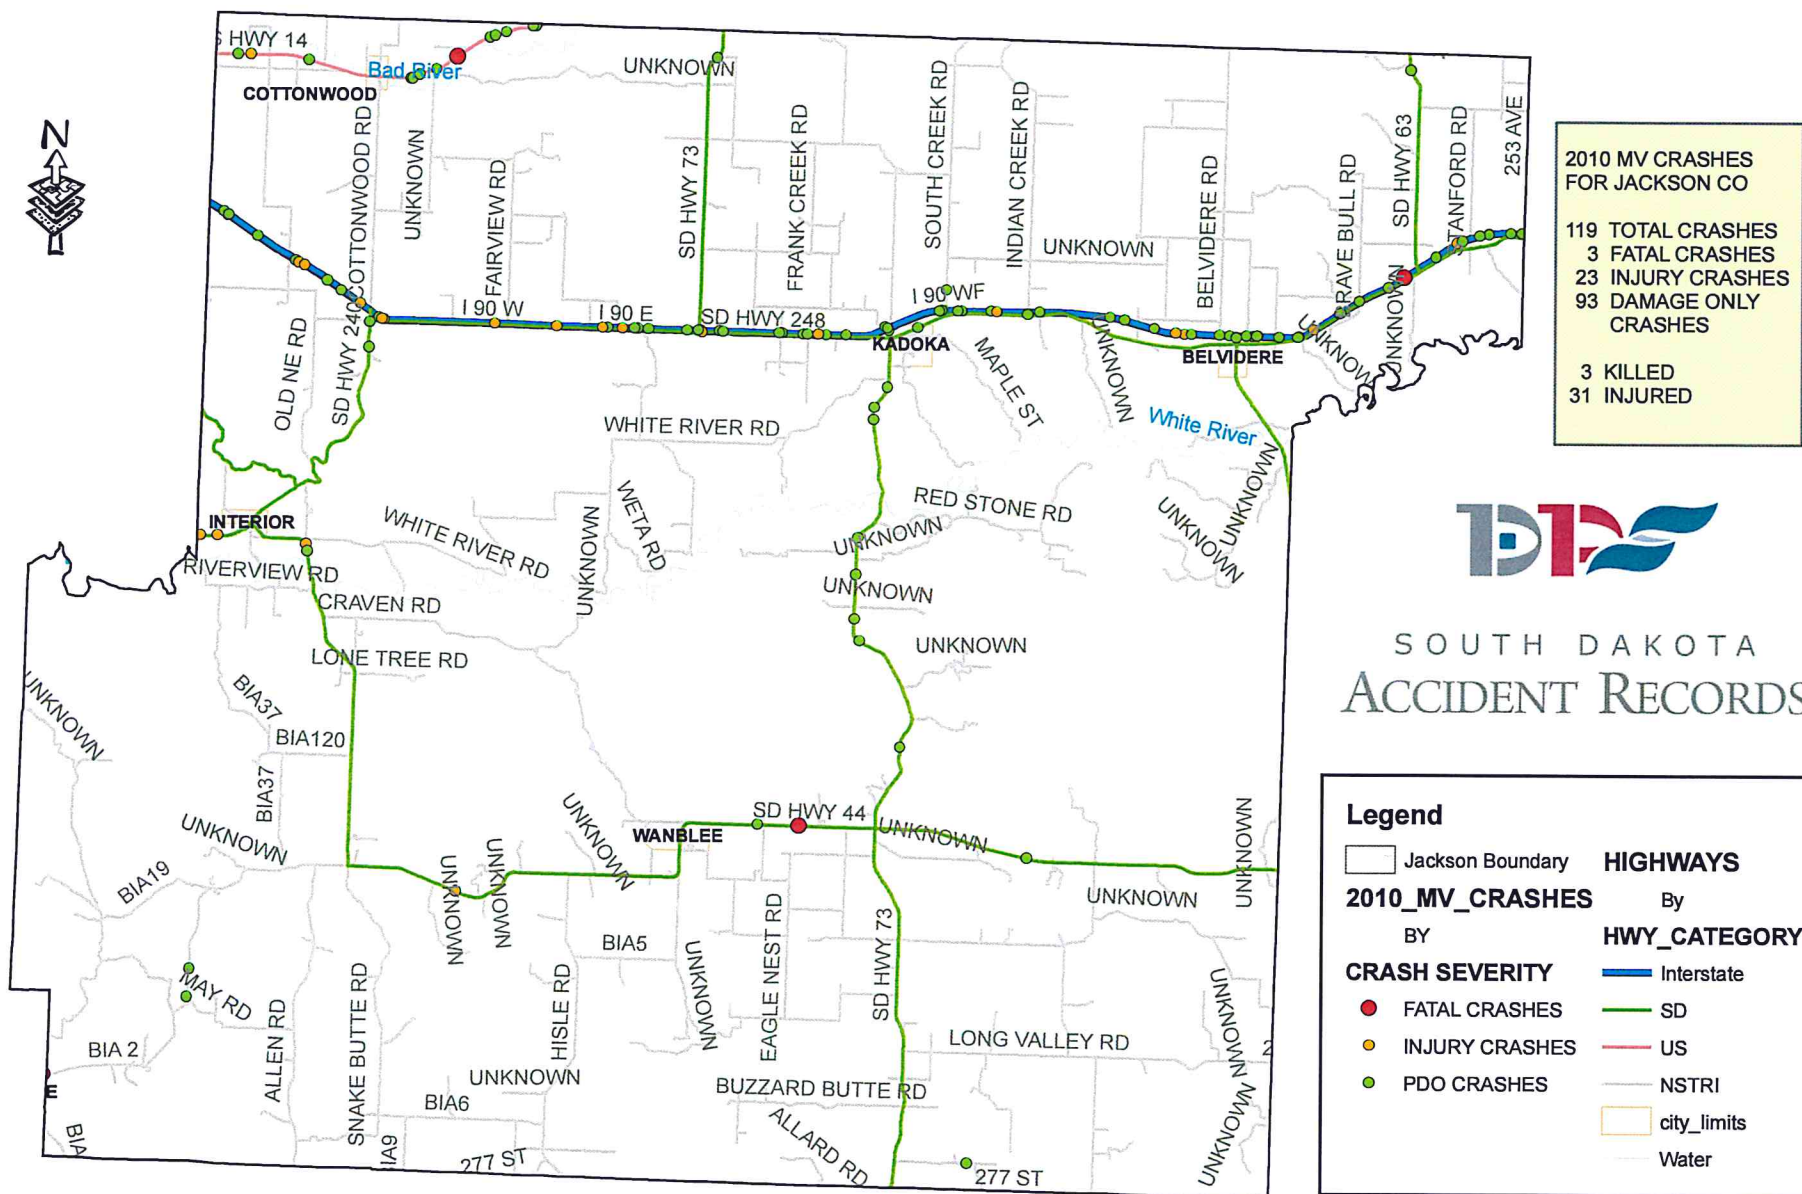 S HWY 14
Bad River
COTTONWOOD
UNKNOWN
N
COTTONWOOD RD
UNKNOWN
FAIRVIEW RD
SD HWY 73
FRANK CREEK RD
SOUTH CREEK RD
INDIAN CREEK RD
UNKNOWN
BELVIDERE RD
SD HWY 63
253 AVE
I 90 W
I 90 E
SD HWY 248
I 90 WF
KADOKA
BELVIDERE
UNKNOWN
UNKNOWN
UNKNOWN
MAPLE ST
OLD NE RD
SD HWY 240
WHITE RIVER RD
White River
INTERIOR
WHITE RIVER RD
UNKNOWN
WETA RD
RED STONE RD
UNKNOWN
UNKNOWN
UNKNOWN
RIVERVIEW RD
CRAVEN RD
UNKNOWN
LONE TREE RD
UNKNOWN
UNKNOWN
BIA37
BIA120
BIA37
UNKNOWN
UNKNOWN
WANBLEE
SD HWY 44
UNKNOWN
UNKNOWN
BIA19
UNKNOWN
UNKNOWN
UNKNOWN
BIA5
UNKNOWN
EAGLE NEST RD
SD HWY 73
UNKNOWN
MAY RD
ALLEN RD
SNAKE BUTTE RD
HISLE RD
LONG VALLEY RD
BIA 2
E
UNKNOWN
BUZZARD BUTTE RD
BIA6
ALLARD RD
UNKNOWN
BIA
IA9
277 ST
277 ST
2
2010 MV CRASHES
FOR JACKSON CO
119 TOTAL CRASHES
3 FATAL CRASHES
23 INJURY CRASHES
93 DAMAGE ONLY
CRASHES
3 KILLED
31 INJURED
DPS
SOUTH DAKOTA
ACCIDENT RECORDS
Legend
Jackson Boundary
2010_MV_CRASHES
BY
CRASH SEVERITY
FATAL CRASHES
INJURY CRASHES
PDO CRASHES
HIGHWAYS
By
HWY_CATEGORY
Interstate
SD
US
NSTRI
city_limits
Water